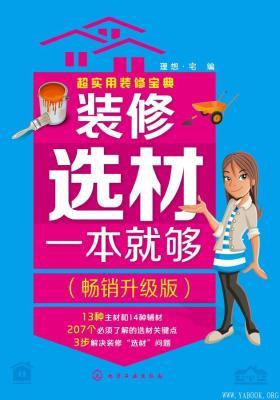 理想·宅 编
超实用装修宝典
装修
选材
一本就够
(畅销升级版)
13种主材和14种辅材
207个必须了解的选材关键点
3步解决装修“选材”问题
化学工业出版社
WWW.YABOOK.ORG